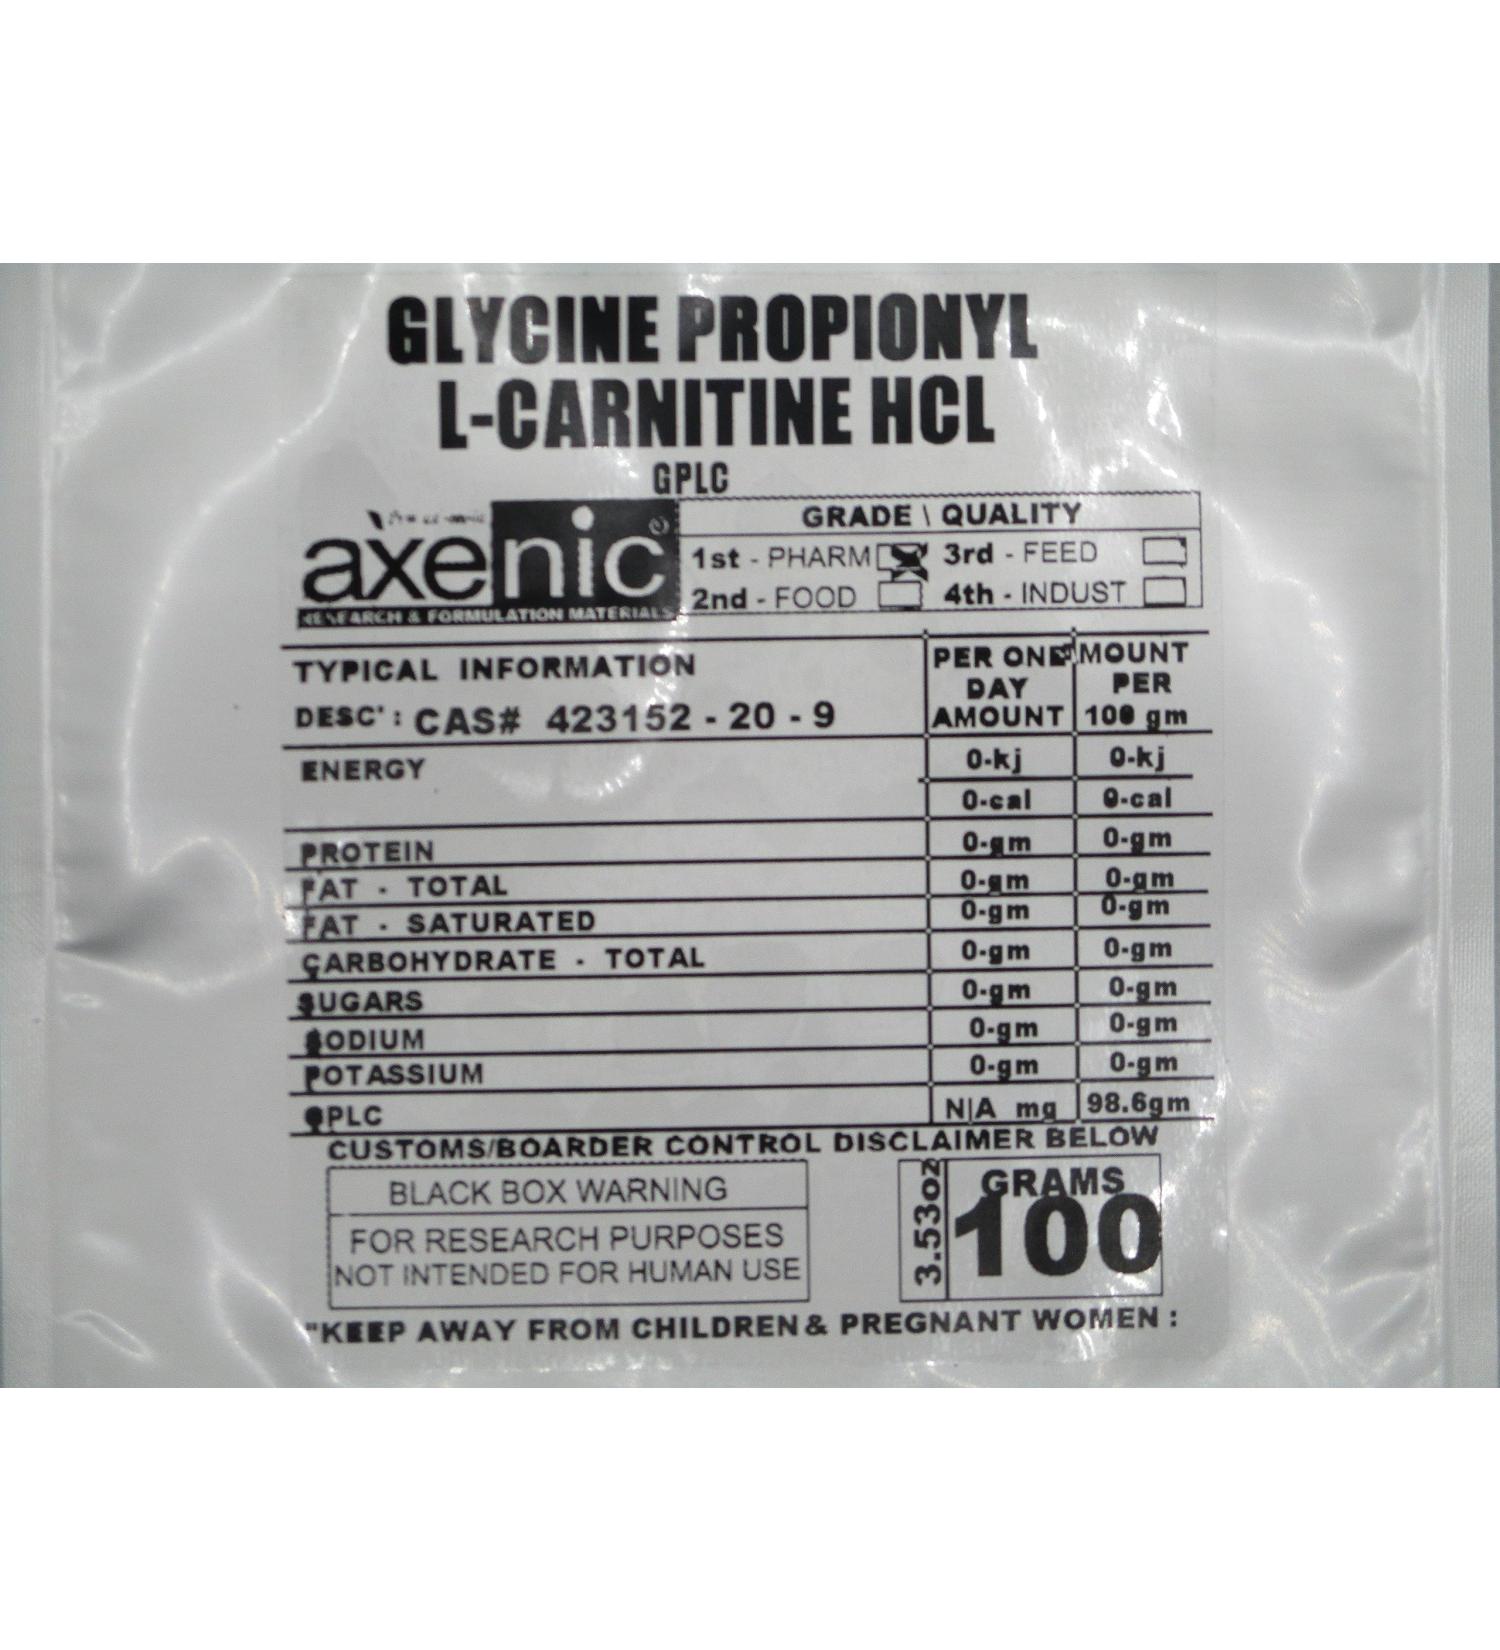 GLYCINE PROPIONYL
L-CARNITINE HCL
GPLC
axenic
RESEARCH & FORMULATION MATERIALS
GRADE \ QUALITY
1st - PHARM 3rd - FEED
2nd - FOOD 4th - INDUST
TYPICAL INFORMATION
DESC' : CAS# 423152 - 20 - 9
PER ONE DAY AMOUNT
AMOUNT PER 100 gm
ENERGY 0-kj 0-kj
0-cal 0-cal
PROTEIN 0-gm 0-gm
FAT - TOTAL 0-gm 0-gm
FAT - SATURATED 0-gm 0-gm
CARBOHYDRATE - TOTAL 0-gm 0-gm
SUGARS 0-gm 0-gm
SODIUM 0-gm 0-gm
POTASSIUM 0-gm 0-gm
GPLC N|A mg 98.6gm
CUSTOMS/BOARDER CONTROL DISCLAIMER BELOW
BLACK BOX WARNING
FOR RESEARCH PURPOSES
NOT INTENDED FOR HUMAN USE
3.53oz
GRAMS
100
"KEEP AWAY FROM CHILDREN & PREGNANT WOMEN :